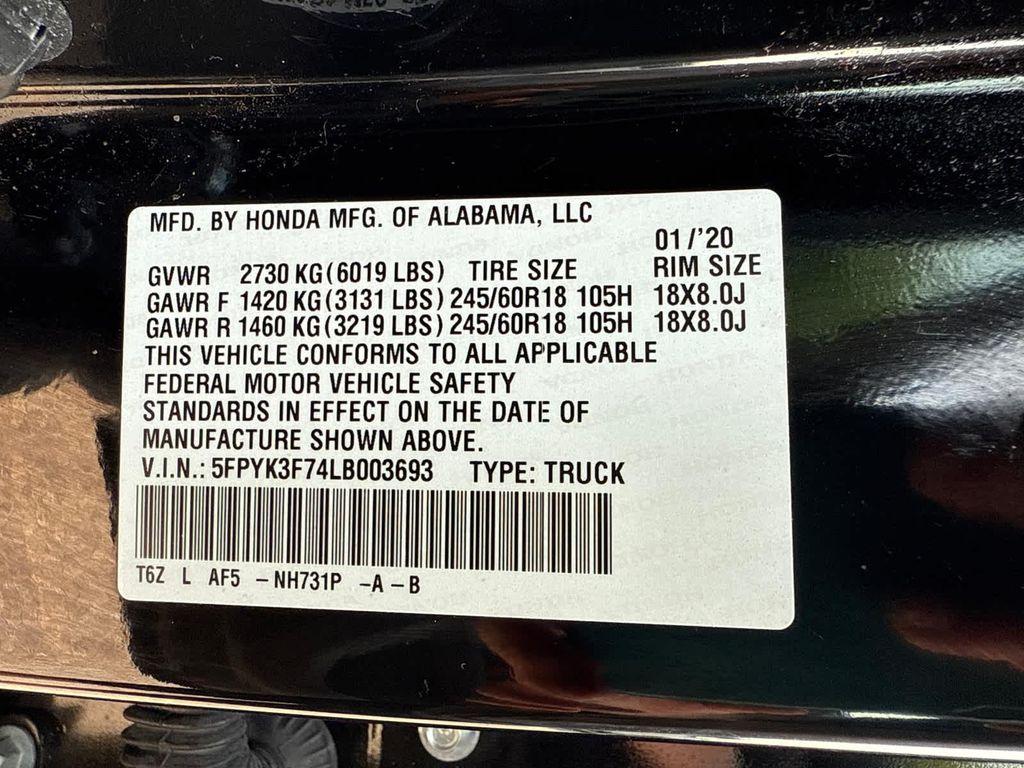 MFD. BY HONDA MFG. OF ALABAMA, LLC
01/'20
GVWR 2730 KG (6019 LBS) TIRE SIZE RIM SIZE
GAWR F 1420 KG (3131 LBS) 245/60R18 105H 18X8.0J
GAWR R 1460 KG (3219 LBS) 245/60R18 105H 18X8.0J
THIS VEHICLE CONFORMS TO ALL APPLICABLE
FEDERAL MOTOR VEHICLE SAFETY
STANDARDS IN EFFECT ON THE DATE OF
MANUFACTURE SHOWN ABOVE.
V.I.N.: 5FPYK3F74LB003693 TYPE: TRUCK
T6Z L AF5 -NH731P -A -B